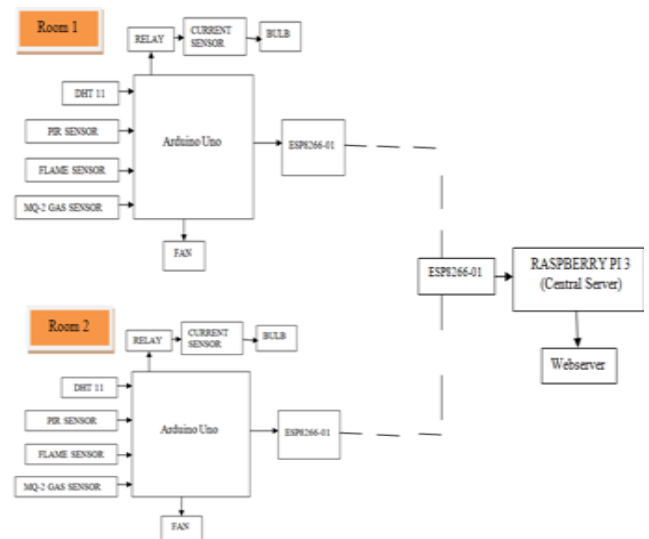 Room 1
RELAY
CURRENT
SENSOR
BULB
DHT 11
PIR SENSOR
FLAME SENSOR
MQ-2 GAS SENSOR
Arduino Uno
ESP8266-01
FAN
ESP8266-01
RASPBERRY PI 3
(Central Server)
Webserver
Room 2
RELAY
CURRENT
SENSOR
BULB
DHT 11
PIR SENSOR
FLAME SENSOR
MQ-2 GAS SENSOR
Arduino Uno
ESP8266-01
FAN